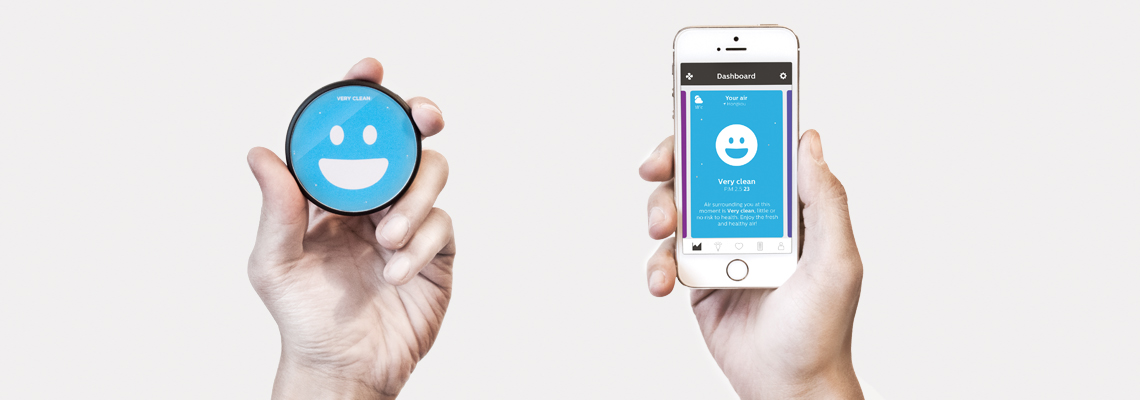 VERY CLEAN
Dashboard
Your air
Very clean
PM 2.5 23
Air surrounding you at this
moment is Very clean, little or
no risk to health. Enjoy the fresh
and healthy air!